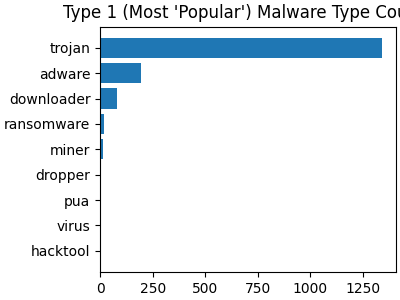 Type 1 (Most 'Popular') Malware Type Cou
trojan
adware
downloader
ransomware
miner
dropper
pua
virus
hacktool
0 250 500 750 1000 1250